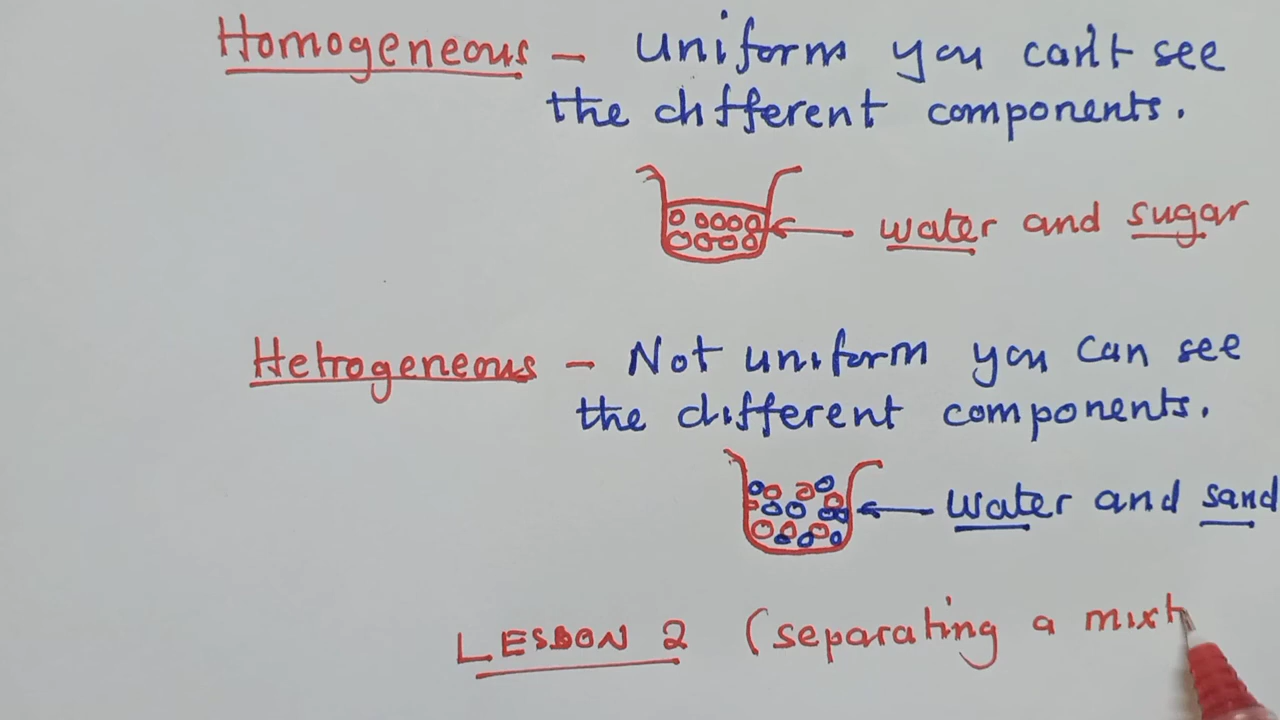 Homogeneous - uniform you can't see
the different components.
water and sugar
Hetrogeneous - Not uniform you can see
the different components.
water and sand
LESSON 2 (separating a mixt